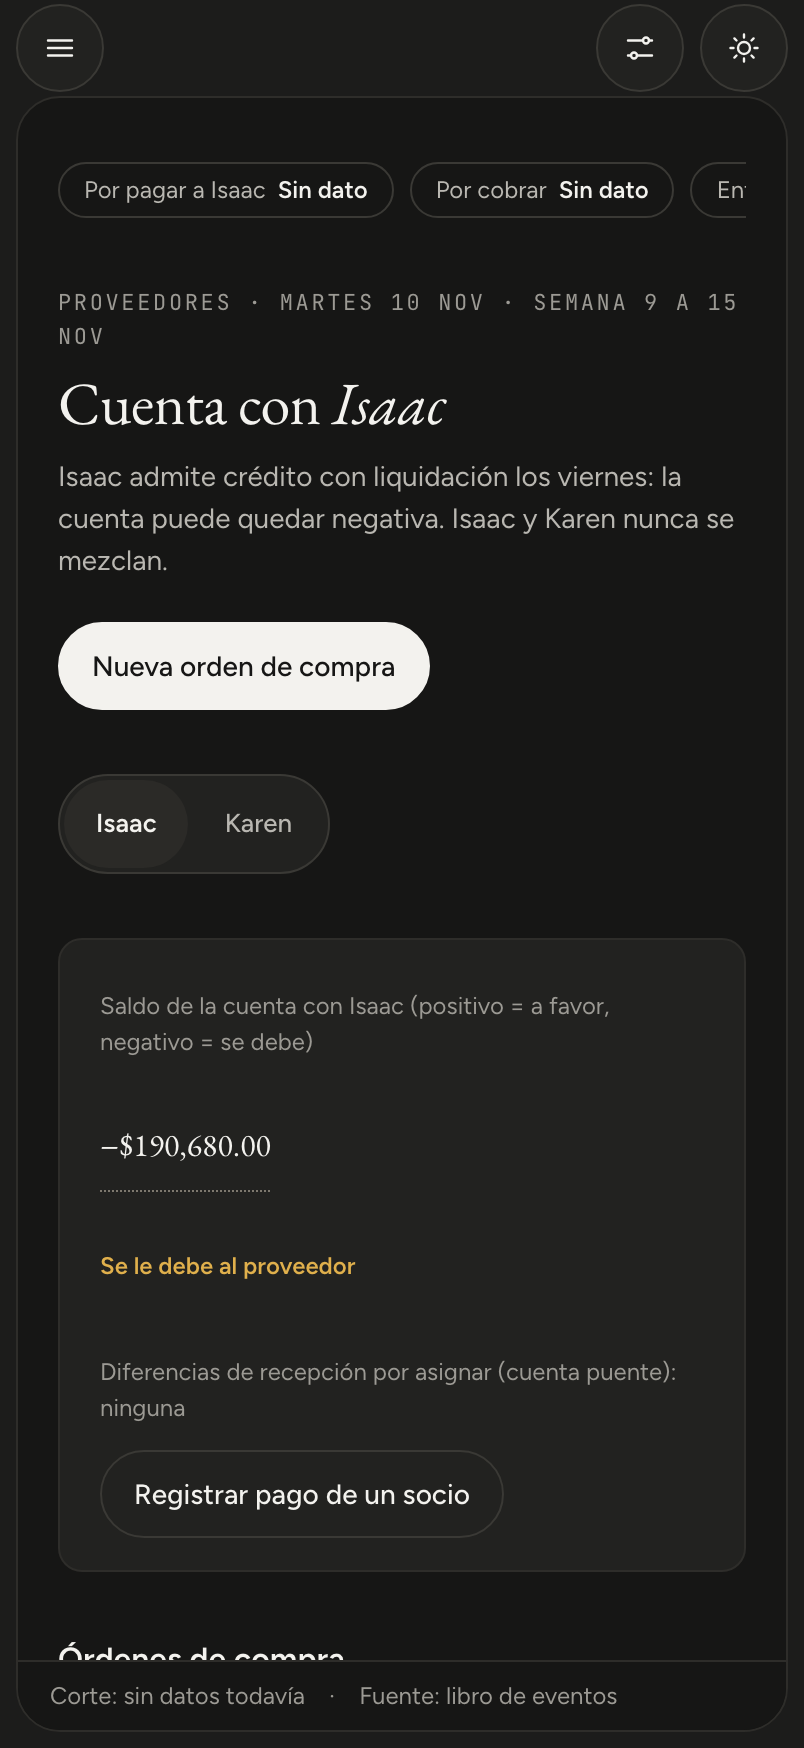 Por pagar a Isaac Sin dato
Por cobrar Sin dato
PROVEEDORES · MARTES 10 NOV · SEMANA 9 A 15
NOV
Cuenta con Isaac
Isaac admite crédito con liquidación los viernes: la
cuenta puede quedar negativa. Isaac y Karen nunca se
mezclan.
Nueva orden de compra
Isaac
Karen
Saldo de la cuenta con Isaac (positivo = a favor,
negativo = se debe)
−$190,680.00
Se le debe al proveedor
Diferencias de recepción por asignar (cuenta puente):
ninguna
Registrar pago de un socio
Órdenes de compra
Corte: sin datos todavía · Fuente: libro de eventos